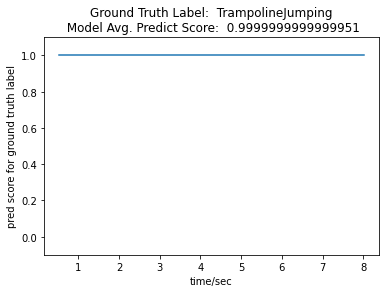 Ground Truth Label:  TrampolineJumping
Model Avg. Predict Score:  0.9999999999999951
1.0
0.8
0.6
0.4
0.2
0.0
pred score for ground truth label
1 2 3 4 5 6 7 8
time/sec